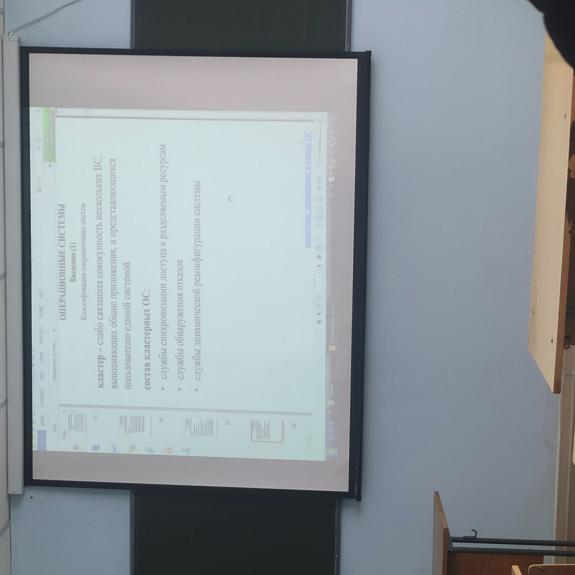 ОПЕРАЦИОННЫЕ СИСТЕМЫ
Введение (1)
Классификация операционных систем
кластер – слабо связанная совокупность нескольких ВС,
выполняющих общие приложения, и представляющихся
пользователю единой системой
состав кластерных ОС:
• службы синхронизации доступа к разделяемым ресурсам
• службы обнаружения отказов
• службы динамической реконфигурации системы